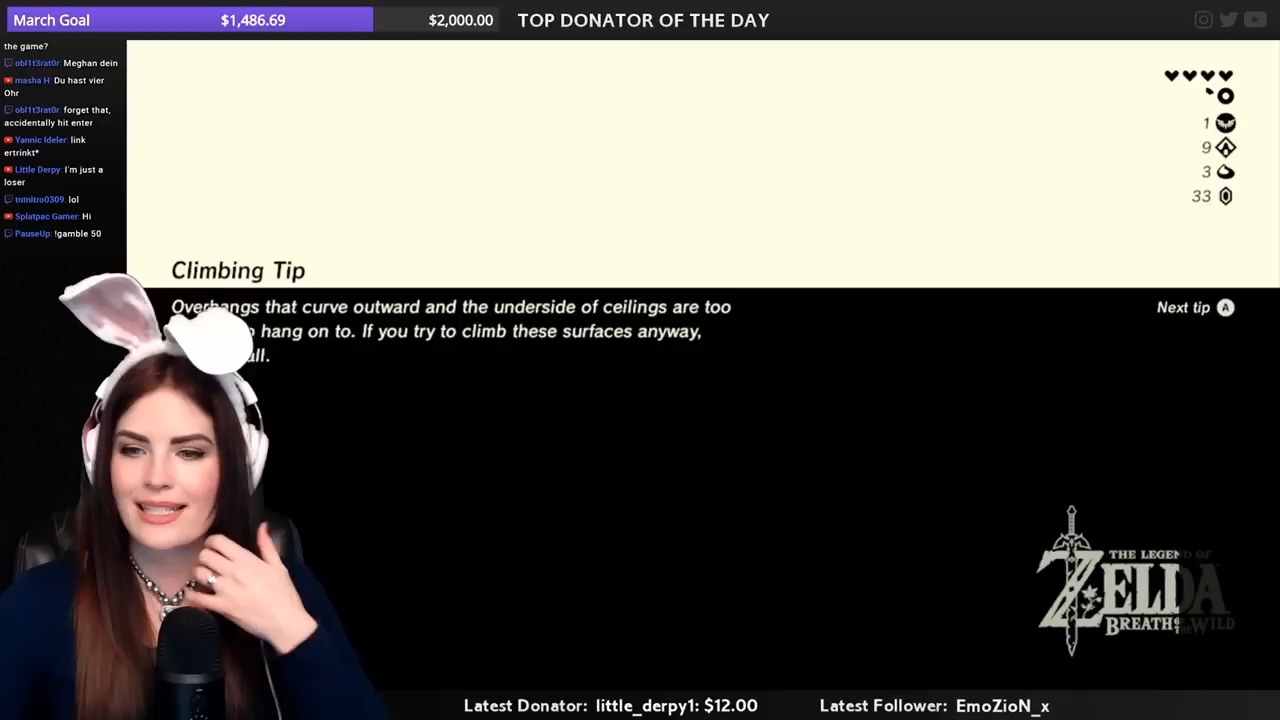 March Goal $1,486.69 $2,000.00 TOP DONATOR OF THE DAY
the game?
obl1t3rat0r: Meghan dein
masha H: Du hast vier
Ohr
obl1t3rat0r: forget that,
accidentally hit enter
Yannic Ideler: link
ertrinkt*
Little Derpy: I'm just a
loser
tntnitro0309: lol
Splatpac Gamer: Hi
PauseUp: !gamble 50
1
9
3
33
Climbing Tip
Overhangs that curve outward and the underside of ceilings are too
hang on to. If you try to climb these surfaces anyway,
Next tip A
THE LEGEND OF
ZELDA
BREATH OF THE WILD
Latest Donator: little_derpy1: $12.00 Latest Follower: EmoZioN_x